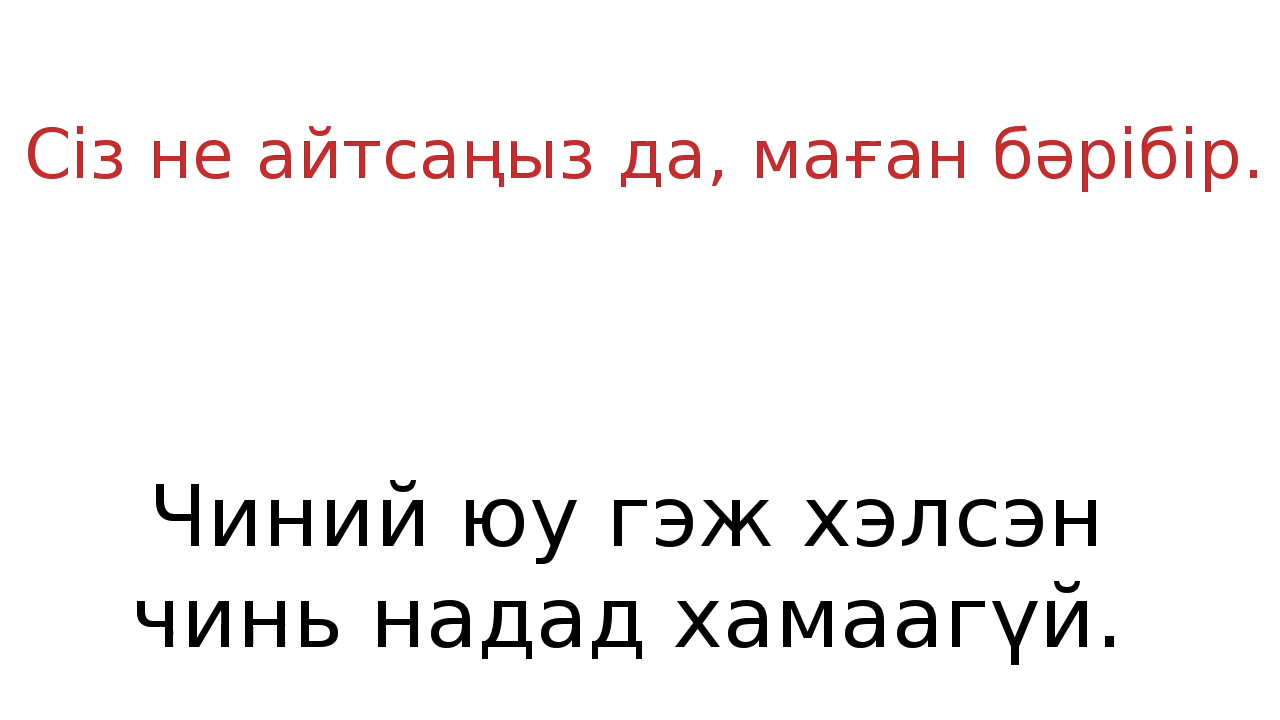 Сіз не айтсаңыз да, маған бәрібір.
Чиний юу гэж хэлсэн
чинь надад хамаагүй.